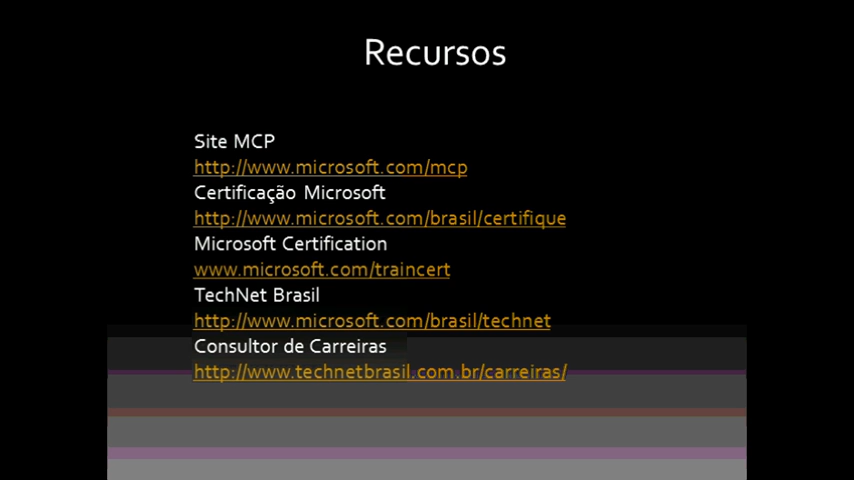 Recursos
Site MCP
http://www.microsoft.com/mcp
Certificação Microsoft
http://www.microsoft.com/brasil/certifique
Microsoft Certification
www.microsoft.com/traincert
TechNet Brasil
http://www.microsoft.com/brasil/technet
Consultor de Carreiras
http://www.technetbrasil.com.br/carreiras/